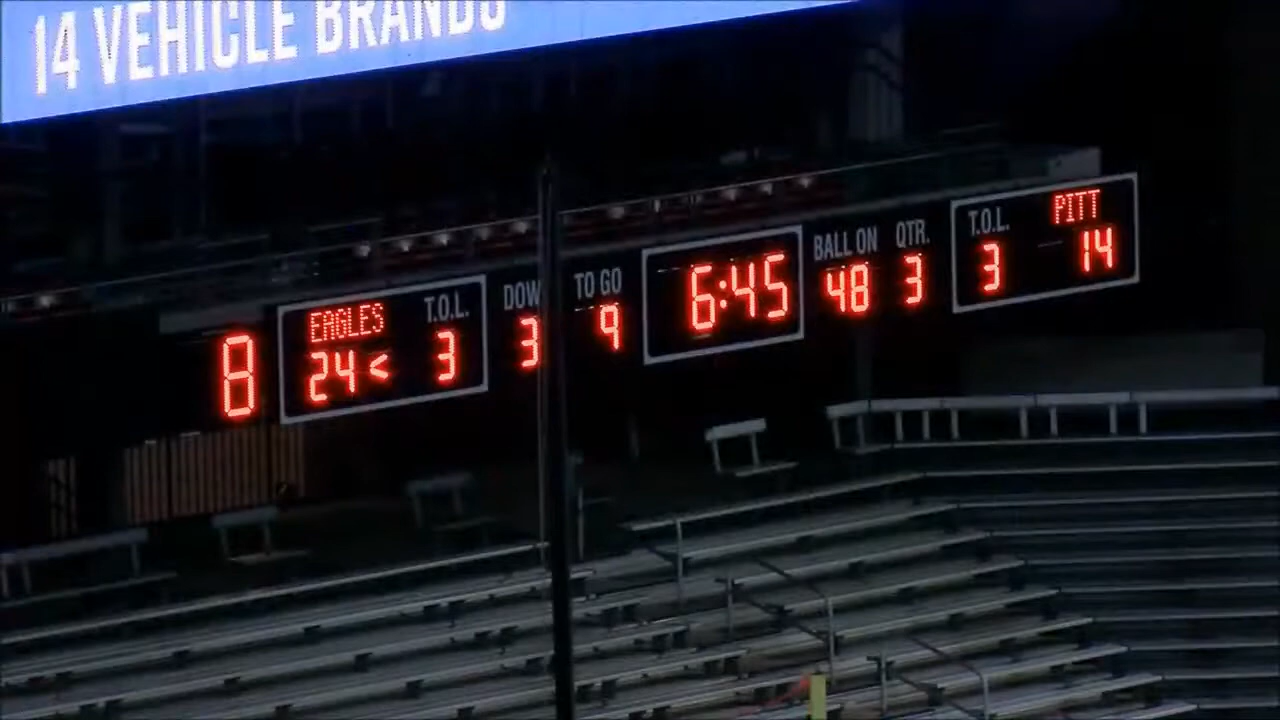 14 VEHICLE BRANDS
8
EAGLES T.O.L.
24 < 3
DOW TO GO
3 9
6:45
BALL ON QTR.
48 3
T.O.L. PITT
3 14